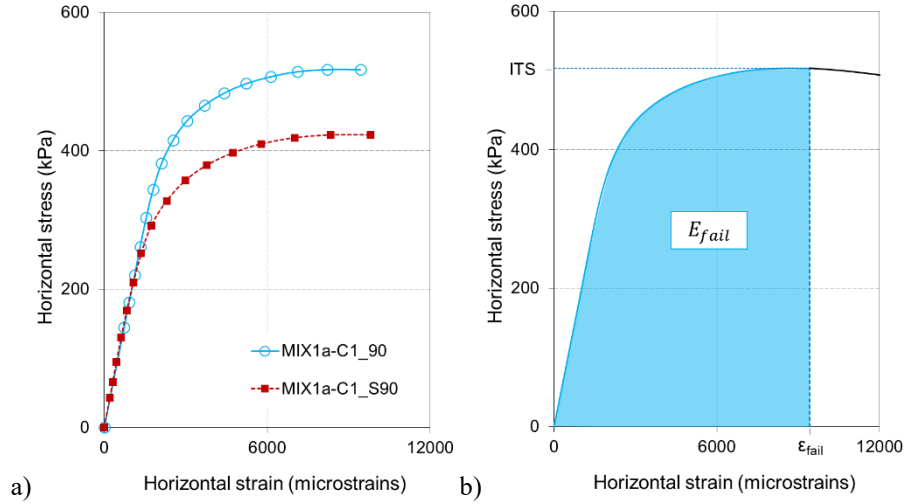 600
400
200
0
Horizontal stress (kPa)
MIX1a-C1_90
MIX1a-C1_S90
0
6000
12000
a)
Horizontal strain (microstrains)
600
ITS
400
200
0
Horizontal stress (kPa)
E_fail
0
6000
ε_fail
12000
b)
Horizontal strain (microstrains)